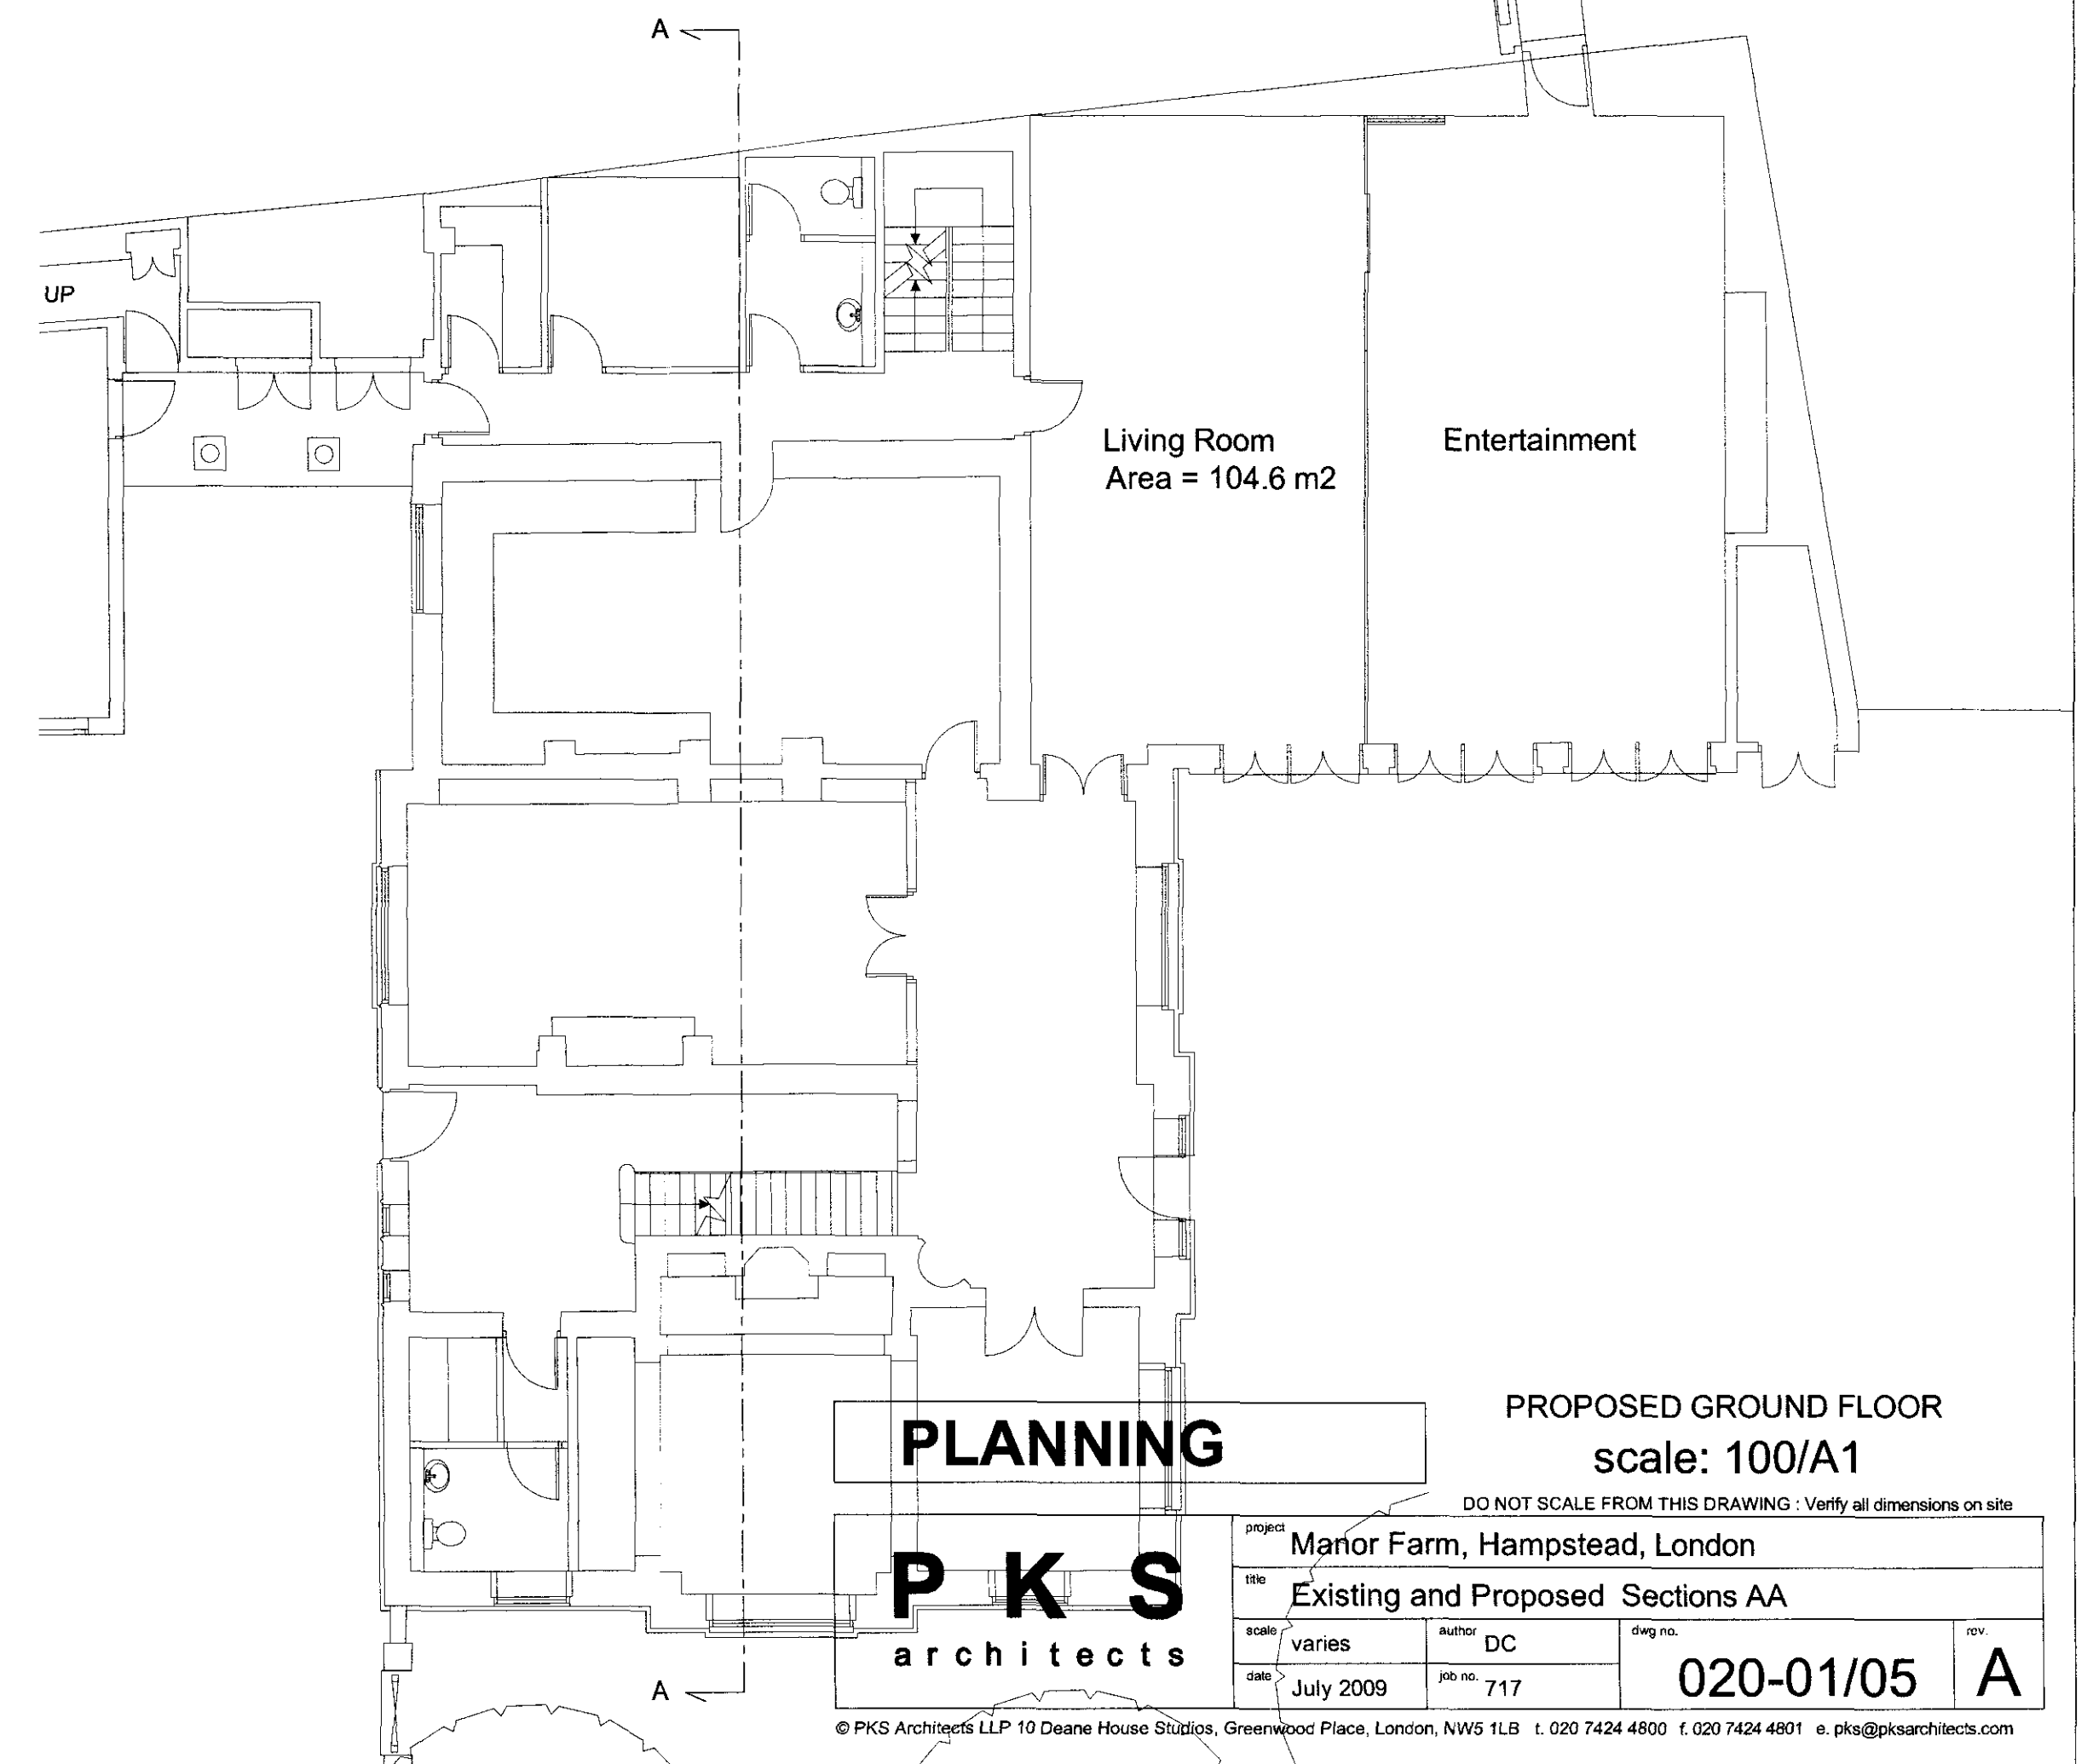 A
UP
Living Room
Area = 104.6 m2
Entertainment
PROPOSED GROUND FLOOR
scale: 100/A1
PLANNING
DO NOT SCALE FROM THIS DRAWING : Verify all dimensions on site
project Manor Farm, Hampstead, London
title Existing and Proposed Sections AA
scale varies
author DC
dwg no. 020-01/05
rev. A
date July 2009
job no. 717
P K S
architects
A
© PKS Architects LLP 10 Deane House Studios, Greenwood Place, London, NW5 1LB t. 020 7424 4800 f. 020 7424 4801 e. pks@pksarchitects.com